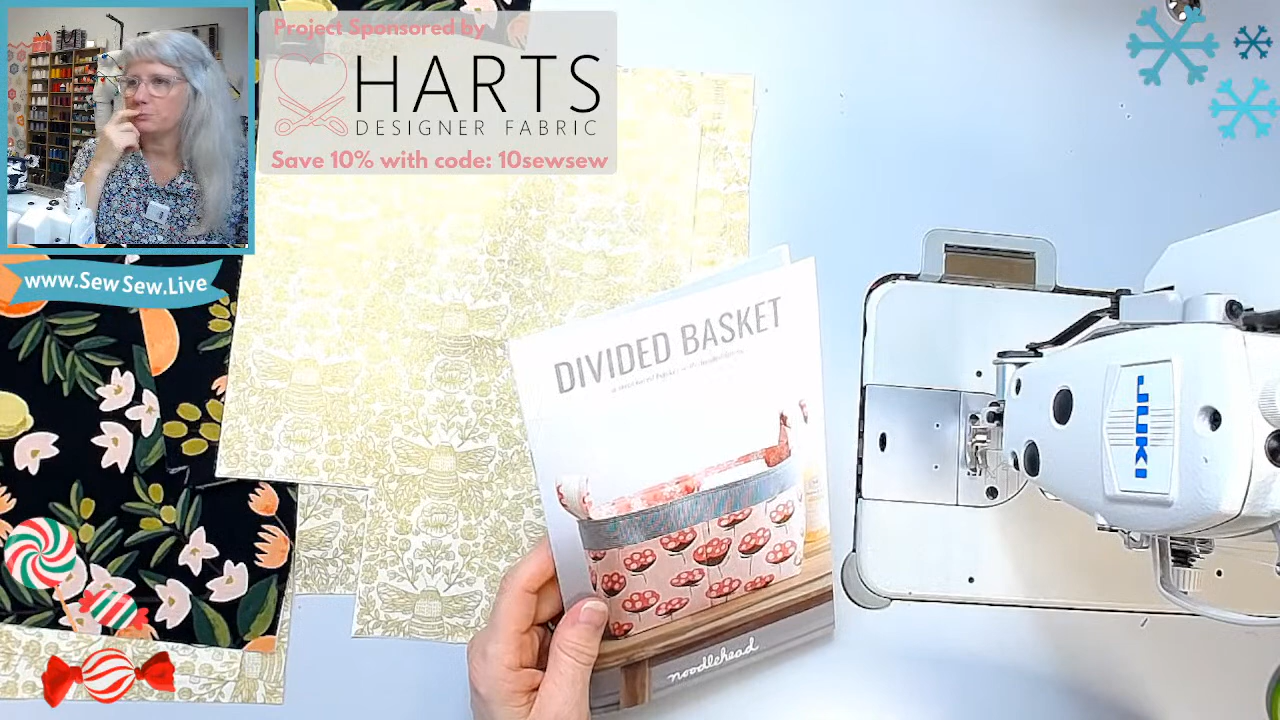 Project Sponsored by
HARTS
DESIGNER FABRIC
Save 10% with code: 10sewsew
www.SewSew.Live
DIVIDED BASKET
noodlehead
JUKI